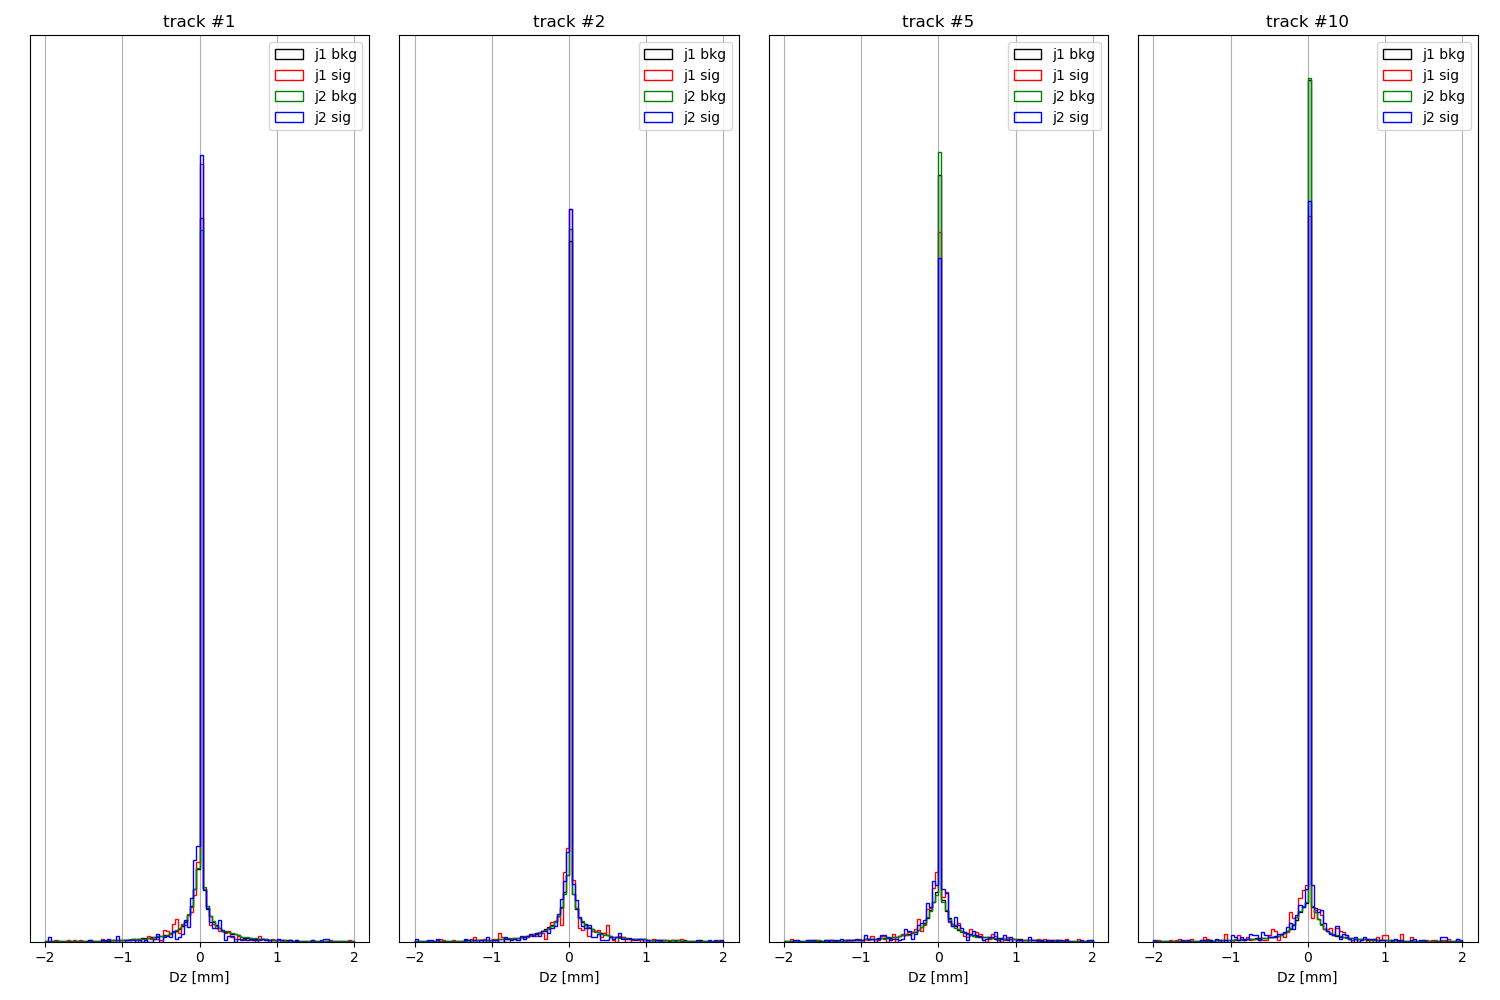 track #1
j1 bkg
j1 sig
j2 bkg
j2 sig
−2
−1
0
1
2
Dz [mm]
track #2
j1 bkg
j1 sig
j2 bkg
j2 sig
−2
−1
0
1
2
Dz [mm]
track #5
j1 bkg
j1 sig
j2 bkg
j2 sig
−2
−1
0
1
2
Dz [mm]
track #10
j1 bkg
j1 sig
j2 bkg
j2 sig
−2
−1
0
1
2
Dz [mm]